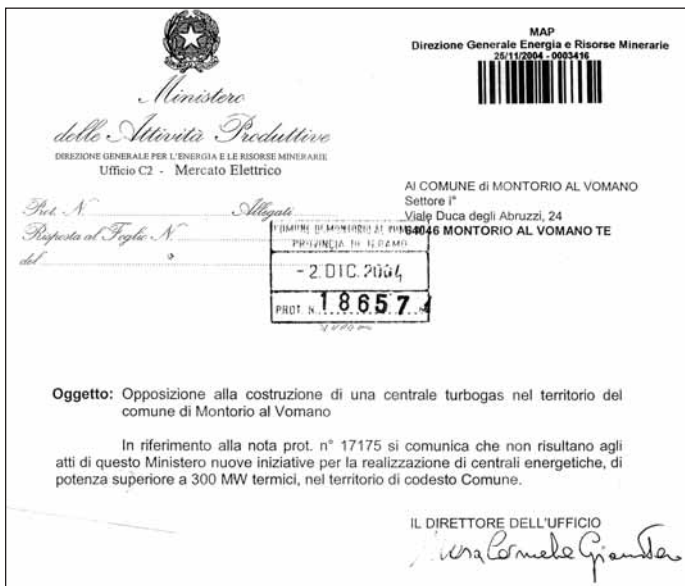 MAP
Direzione Generale Energia e Risorse Minerarie
25/11/2004 - 0003416
Ministero
delle Attività Produttive
DIREZIONE GENERALE PER L'ENERGIA E LE RISORSE MINERARIE
Ufficio C2 - Mercato Elettrico
Al COMUNE di MONTORIO AL VOMANO
Settore I°
Viale Duca degli Abruzzi, 24
64046 MONTORIO AL VOMANO TE
Prot. N. Allegati
Risposta al Foglio N.
del
COMUNE DI MONTORIO AL
PROVINCIA DI TERAMO
- 2. DIC. 2004
PROT. N. 18657
Oggetto: Opposizione alla costruzione di una centrale turbogas nel territorio del
comune di Montorio al Vomano
In riferimento alla nota prot. n° 17175 si comunica che non risultano agli
atti di questo Ministero nuove iniziative per la realizzazione di centrali energetiche, di
potenza superiore a 300 MW termici, nel territorio di codesto Comune.
IL DIRETTORE DELL'UFFICIO